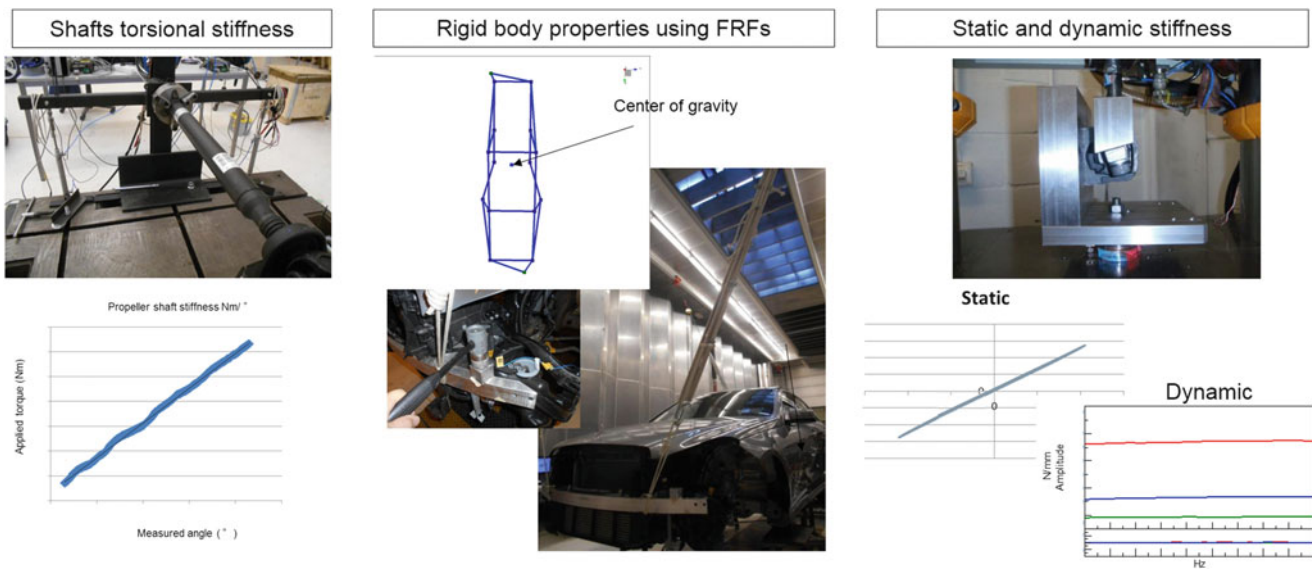 Shafts torsional stiffness
Rigid body properties using FRFs
Static and dynamic stiffness
Center of gravity
Propeller shaft stiffness Nm/ °
Applied torque (Nm)
Measured angle ( ° )
Static
0
0
Dynamic
N/mm
Amplitude
Hz